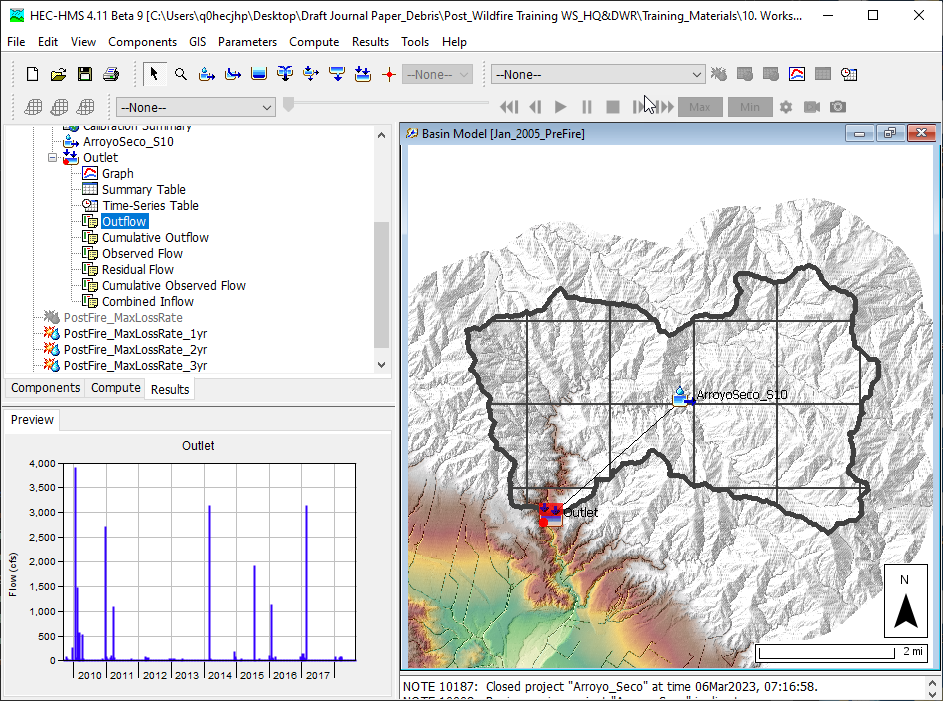 HEC-HMS 4.11 Beta 9 [C:\Users\q0hecjhp\Desktop\Draft Journal Paper_Debris\Post_Wildfire Training WS_HQ&DWR\Training_Materials\10. Works...
File Edit View Components GIS Parameters Compute Results Tools Help
--None-- --None--
--None-- Max Min
Calibration Summary
ArroyoSeco_S10
Outlet
Graph
Summary Table
Time-Series Table
Outflow
Cumulative Outflow
Observed Flow
Residual Flow
Cumulative Observed Flow
Combined Inflow
PostFire_MaxLossRate
PostFire_MaxLossRate_1yr
PostFire_MaxLossRate_2yr
PostFire_MaxLossRate_3yr
Components Compute Results
Preview
Outlet
4,000
3,500
3,000
2,500
2,000
1,500
1,000
500
0
Flow (cfs)
2010 2011 2012 2013 2014 2015 2016 2017
Basin Model [Jan_2005_PreFire]
ArroyoSeco_S10
Outlet
N
2 mi
NOTE 10187: Closed project "Arroyo_Seco" at time 06Mar2023, 07:16:58.